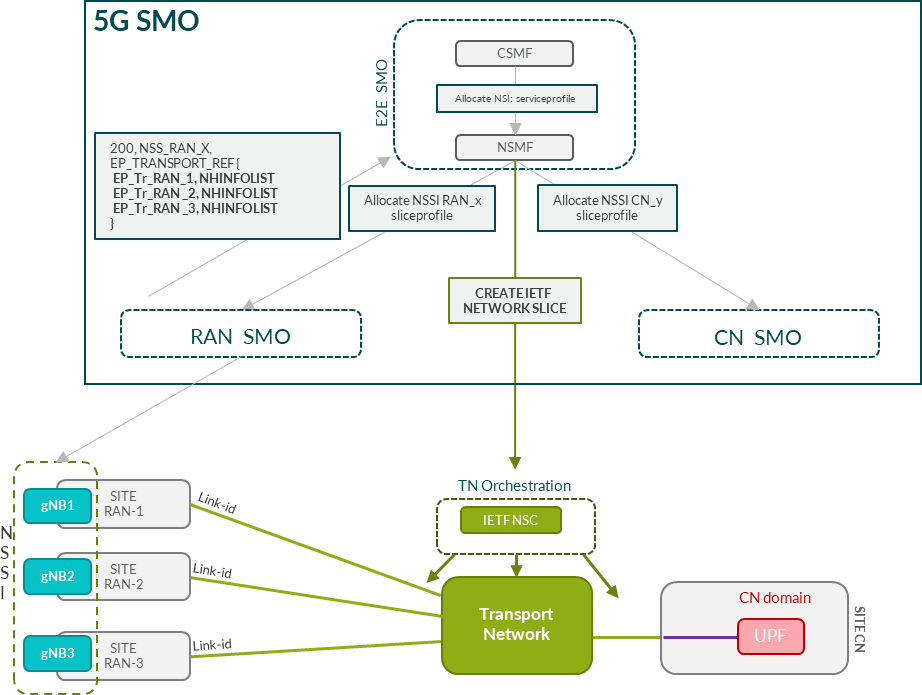 5G SMO
E2E SMO
CSMF
Allocate NSI: serviceprofile
NSMF
200, NSS_RAN_X,
EP_TRANSPORT_REF{
EP_Tr_RAN_1, NHINFOLIST
EP_Tr_RAN_2, NHINFOLIST
EP_Tr_RAN_3, NHINFOLIST
}
Allocate NSSI RAN_x
sliceprofile
Allocate NSSI CN_y
sliceprofile
CREATE IETF
NETWORK SLICE
RAN SMO
CN SMO
TN Orchestration
IETF NSC
NSSI
gNB1
SITE
RAN-1
Link-id
gNB2
SITE
RAN-2
Link-id
gNB3
SITE
RAN-3
Link-id
Transport
Network
CN domain
UPF
SITE CN